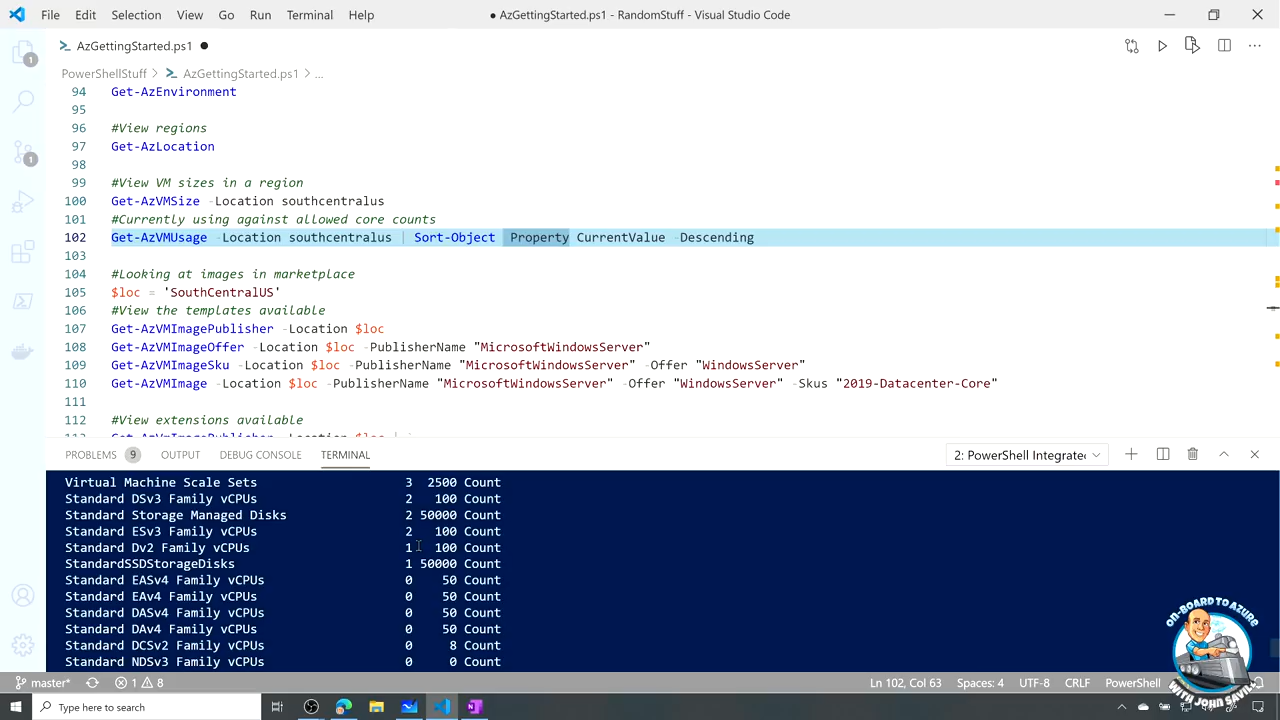 File Edit Selection View Go Run Terminal Help
● AzGettingStarted.ps1 - RandomStuff - Visual Studio Code
AzGettingStarted.ps1 ●
PowerShellStuff > AzGettingStarted.ps1 > ...
94 Get-AzEnvironment
95
96 #View regions
97 Get-AzLocation
98
99 #View VM sizes in a region
100 Get-AzVMSize -Location southcentralus
101 #Currently using against allowed core counts
102 Get-AzVMUsage -Location southcentralus | Sort-Object -Property CurrentValue -Descending
103
104 #Looking at images in marketplace
105 $loc = 'SouthCentralUS'
106 #View the templates available
107 Get-AzVMImagePublisher -Location $loc
108 Get-AzVMImageOffer -Location $loc -PublisherName "MicrosoftWindowsServer"
109 Get-AzVMImageSku -Location $loc -PublisherName "MicrosoftWindowsServer" -Offer "WindowsServer"
110 Get-AzVMImage -Location $loc -PublisherName "MicrosoftWindowsServer" -Offer "WindowsServer" -Skus "2019-Datacenter-Core"
111
112 #View extensions available
PROBLEMS 9 OUTPUT DEBUG CONSOLE TERMINAL
2: PowerShell Integrate
Virtual Machine Scale Sets 3 2500 Count
Standard DSv3 Family vCPUs 2 100 Count
Standard Storage Managed Disks 2 50000 Count
Standard ESv3 Family vCPUs 2 100 Count
Standard Dv2 Family vCPUs 1 100 Count
StandardSSDStorageDisks 1 50000 Count
Standard EASv4 Family vCPUs 0 50 Count
Standard EAv4 Family vCPUs 0 50 Count
Standard DASv4 Family vCPUs 0 50 Count
Standard DAv4 Family vCPUs 0 50 Count
Standard DCSv2 Family vCPUs 0 8 Count
Standard NDSv3 Family vCPUs 0 0 Count
ON-BOARD TO AZURE
WITH JOHN SAVILL
master* 1 8
Ln 102, Col 63 Spaces: 4 UTF-8 CRLF PowerShell
Type here to search